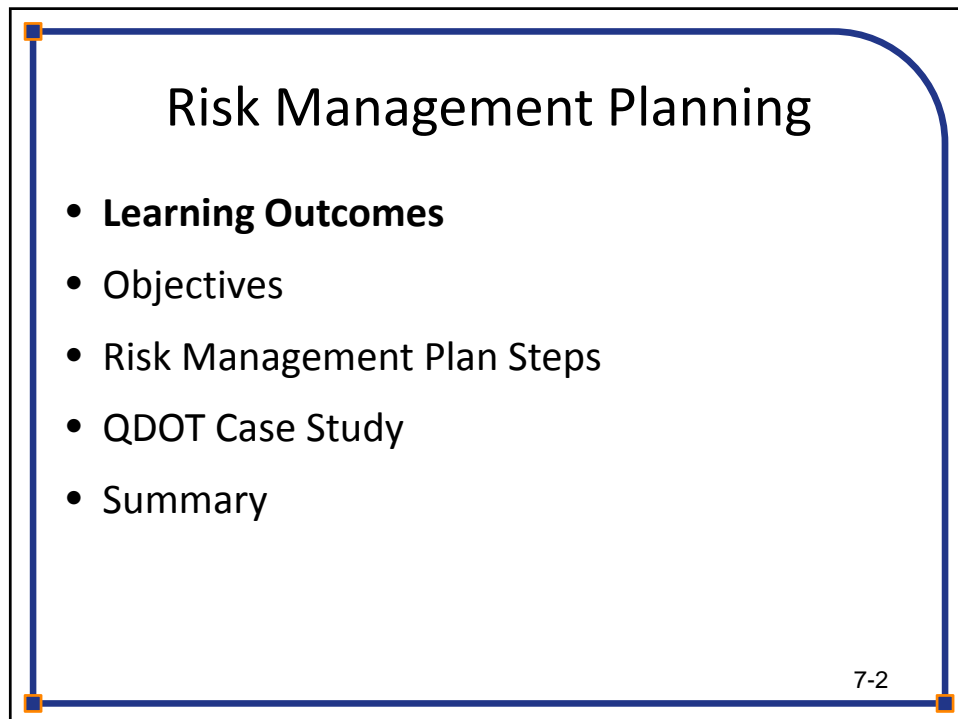 Risk Management Planning
• Learning Outcomes
• Objectives
• Risk Management Plan Steps
• QDOT Case Study
• Summary
7-2